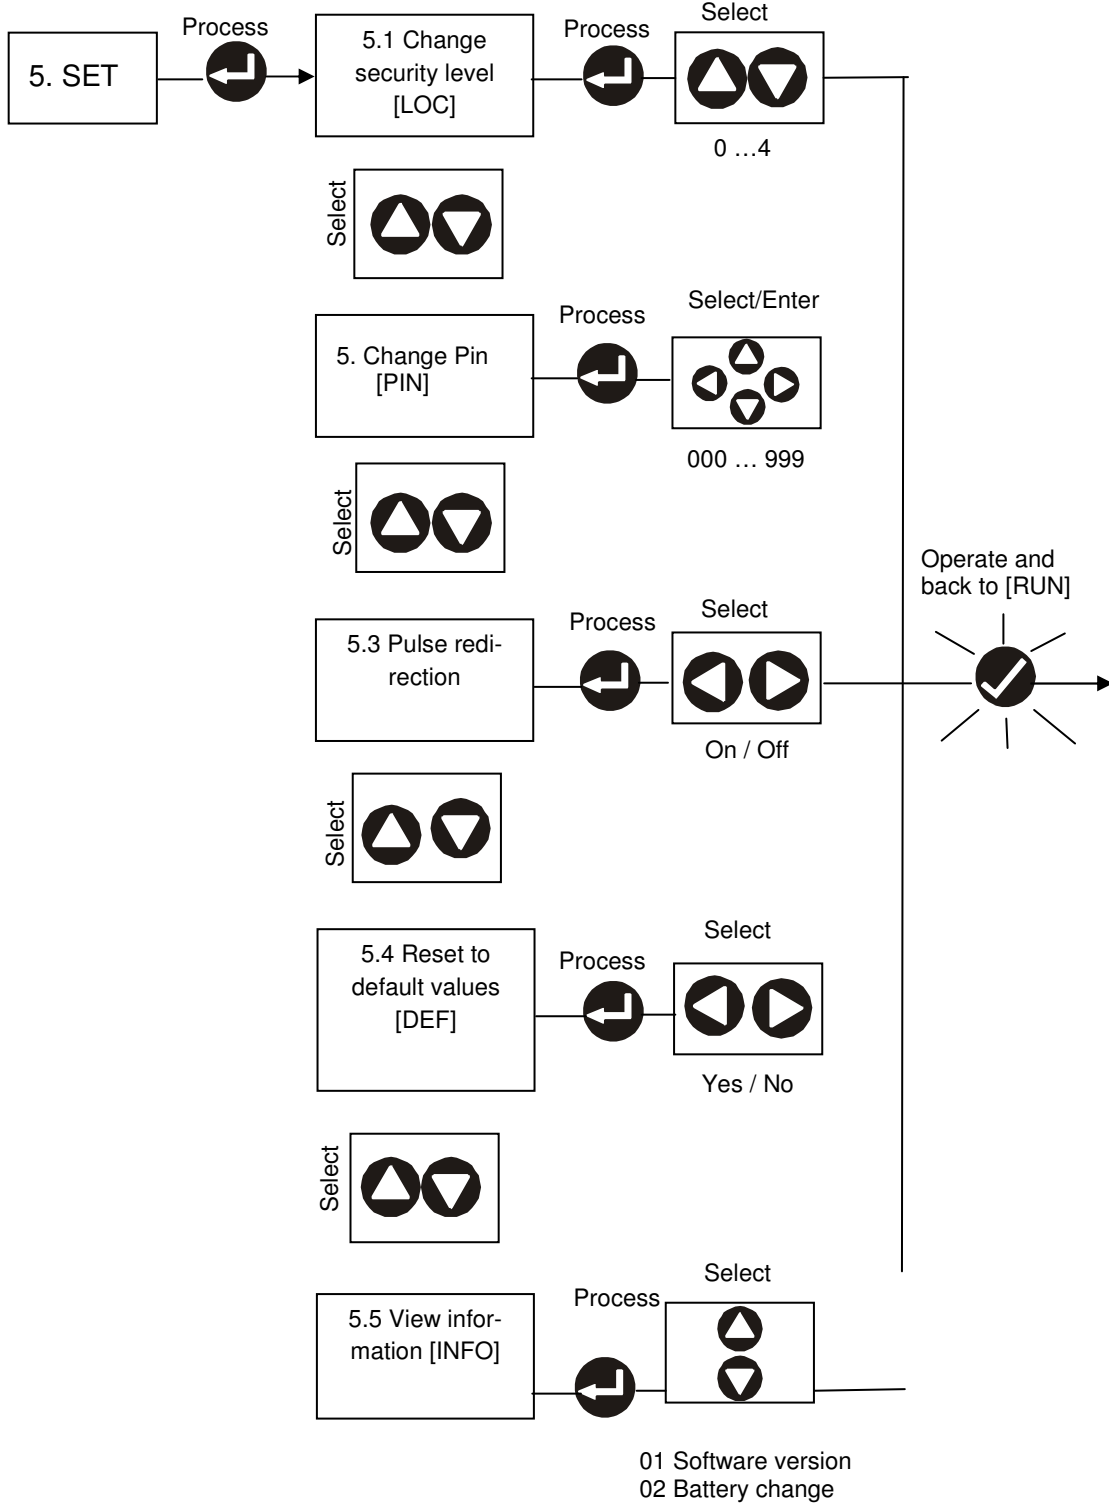 5. SET
Process
5.1 Change
security level
[LOC]
Process
Select
0 …4
Select
5. Change Pin
[PIN]
Process
Select/Enter
000 … 999
Select
5.3 Pulse redi-
rection
Process
Select
On / Off
Operate and
back to [RUN]
Select
5.4 Reset to
default values
[DEF]
Process
Select
Yes / No
Select
5.5 View infor-
mation [INFO]
Process
Select
01 Software version
02 Battery change